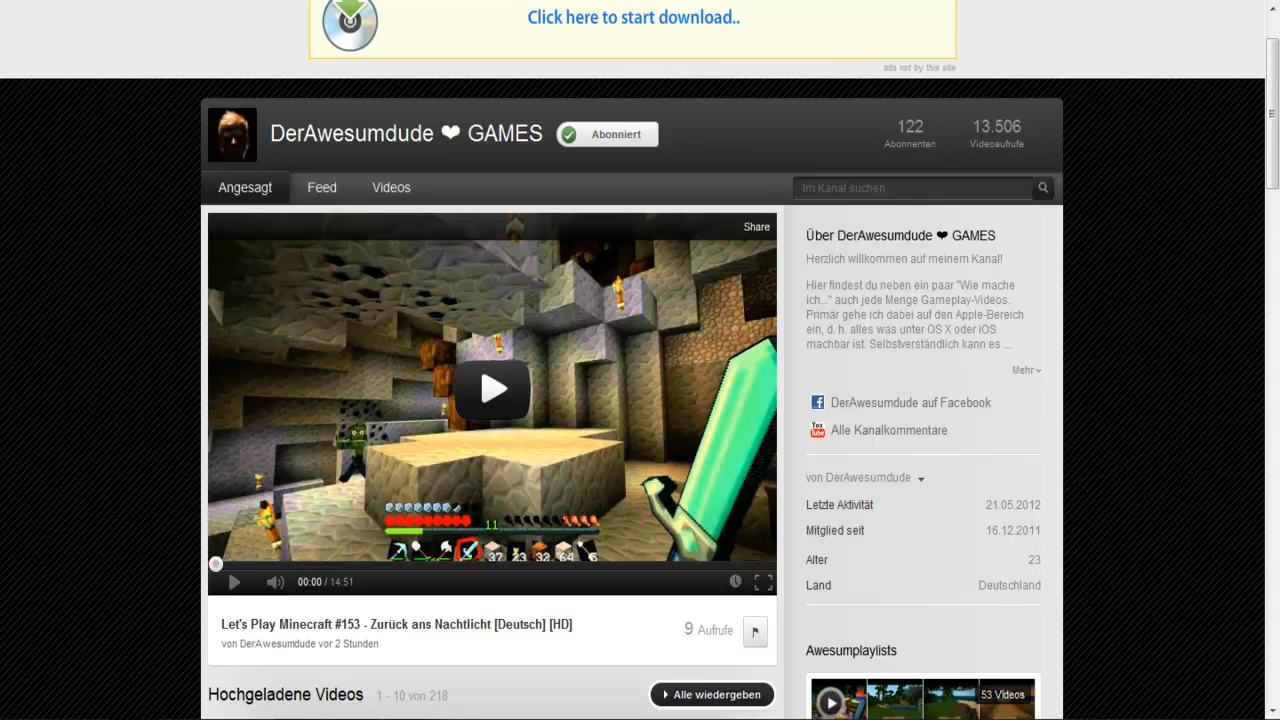 Click here to start download..
ads not by this site
DerAwesumdude ❤ GAMES
Abonniert
122
Abonnenten
13.506
Videoaufrufe
Angesagt
Feed
Videos
Im Kanal suchen
Share
11
37 23 32 64 5
00:00 / 14:51
Let's Play Minecraft #153 - Zurück ans Nachtlicht [Deutsch] [HD]
von DerAwesumdude vor 2 Stunden
9 Aufrufe
Hochgeladene Videos 1 - 10 von 218
Alle wiedergeben
Über DerAwesumdude ❤ GAMES
Herzlich willkommen auf meinem Kanal!
Hier findest du neben ein paar "Wie mache
ich..." auch jede Menge Gameplay-Videos.
Primär gehe ich dabei auf den Apple-Bereich
ein, d. h. alles was unter OS X oder iOS
machbar ist. Selbstverständlich kann es ...
Mehr
DerAwesumdude auf Facebook
You Tube Alle Kanalkommentare
von DerAwesumdude
Letzte Aktivität 21.05.2012
Mitglied seit 16.12.2011
Alter 23
Land Deutschland
Awesumplaylists
53 Videos